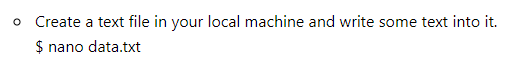 Create a text file in your local machine and write some text into it.
$ nano data.txt